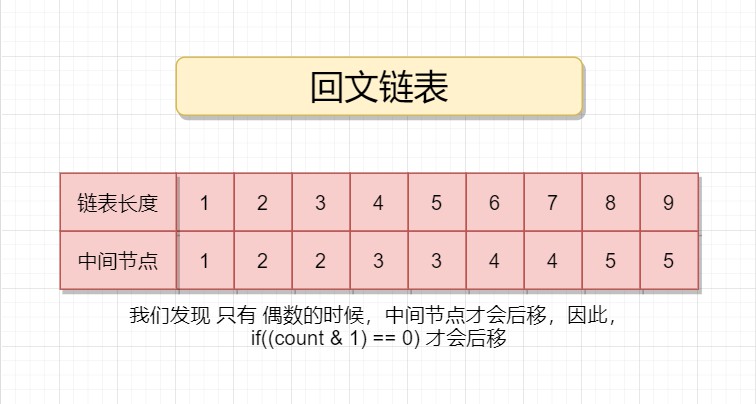 回文链表
链表长度 1 2 3 4 5 6 7 8 9
中间节点 1 2 2 3 3 4 4 5 5
我们发现 只有 偶数的时候，中间节点才会后移，因此，
if((count & 1) == 0) 才会后移